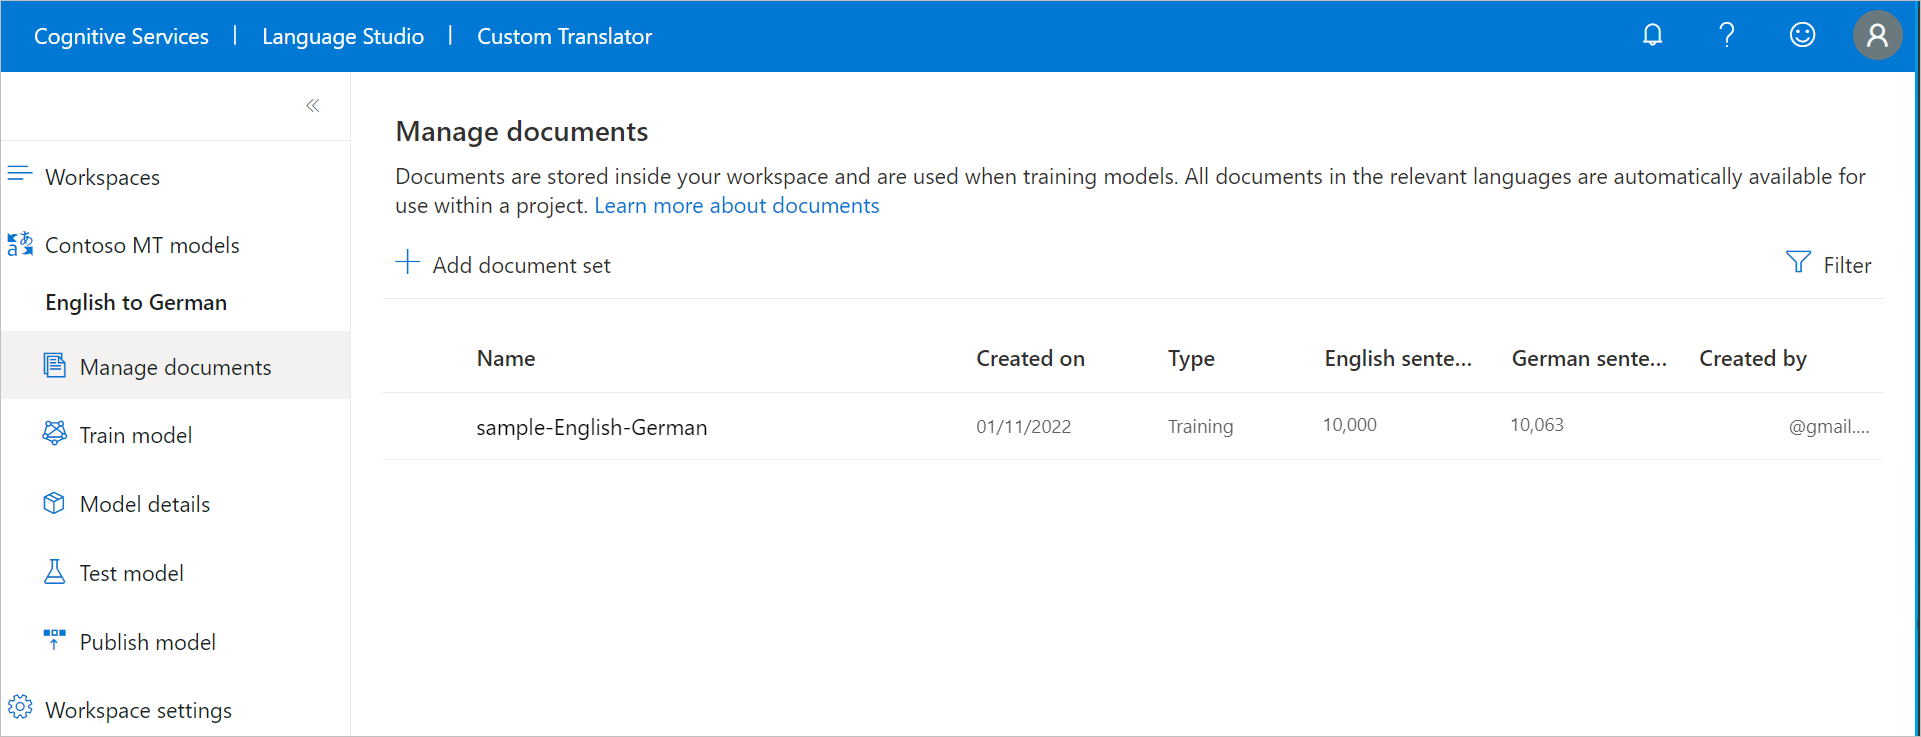 Cognitive Services | Language Studio | Custom Translator
Workspaces
Contoso MT models
English to German
Manage documents
Train model
Model details
Test model
Publish model
Workspace settings
Manage documents
Documents are stored inside your workspace and are used when training models. All documents in the relevant languages are automatically available for
use within a project. Learn more about documents
Add document set
Filter
Name Created on Type English sente... German sente... Created by
sample-English-German 01/11/2022 Training 10,000 10,063 @gmail....